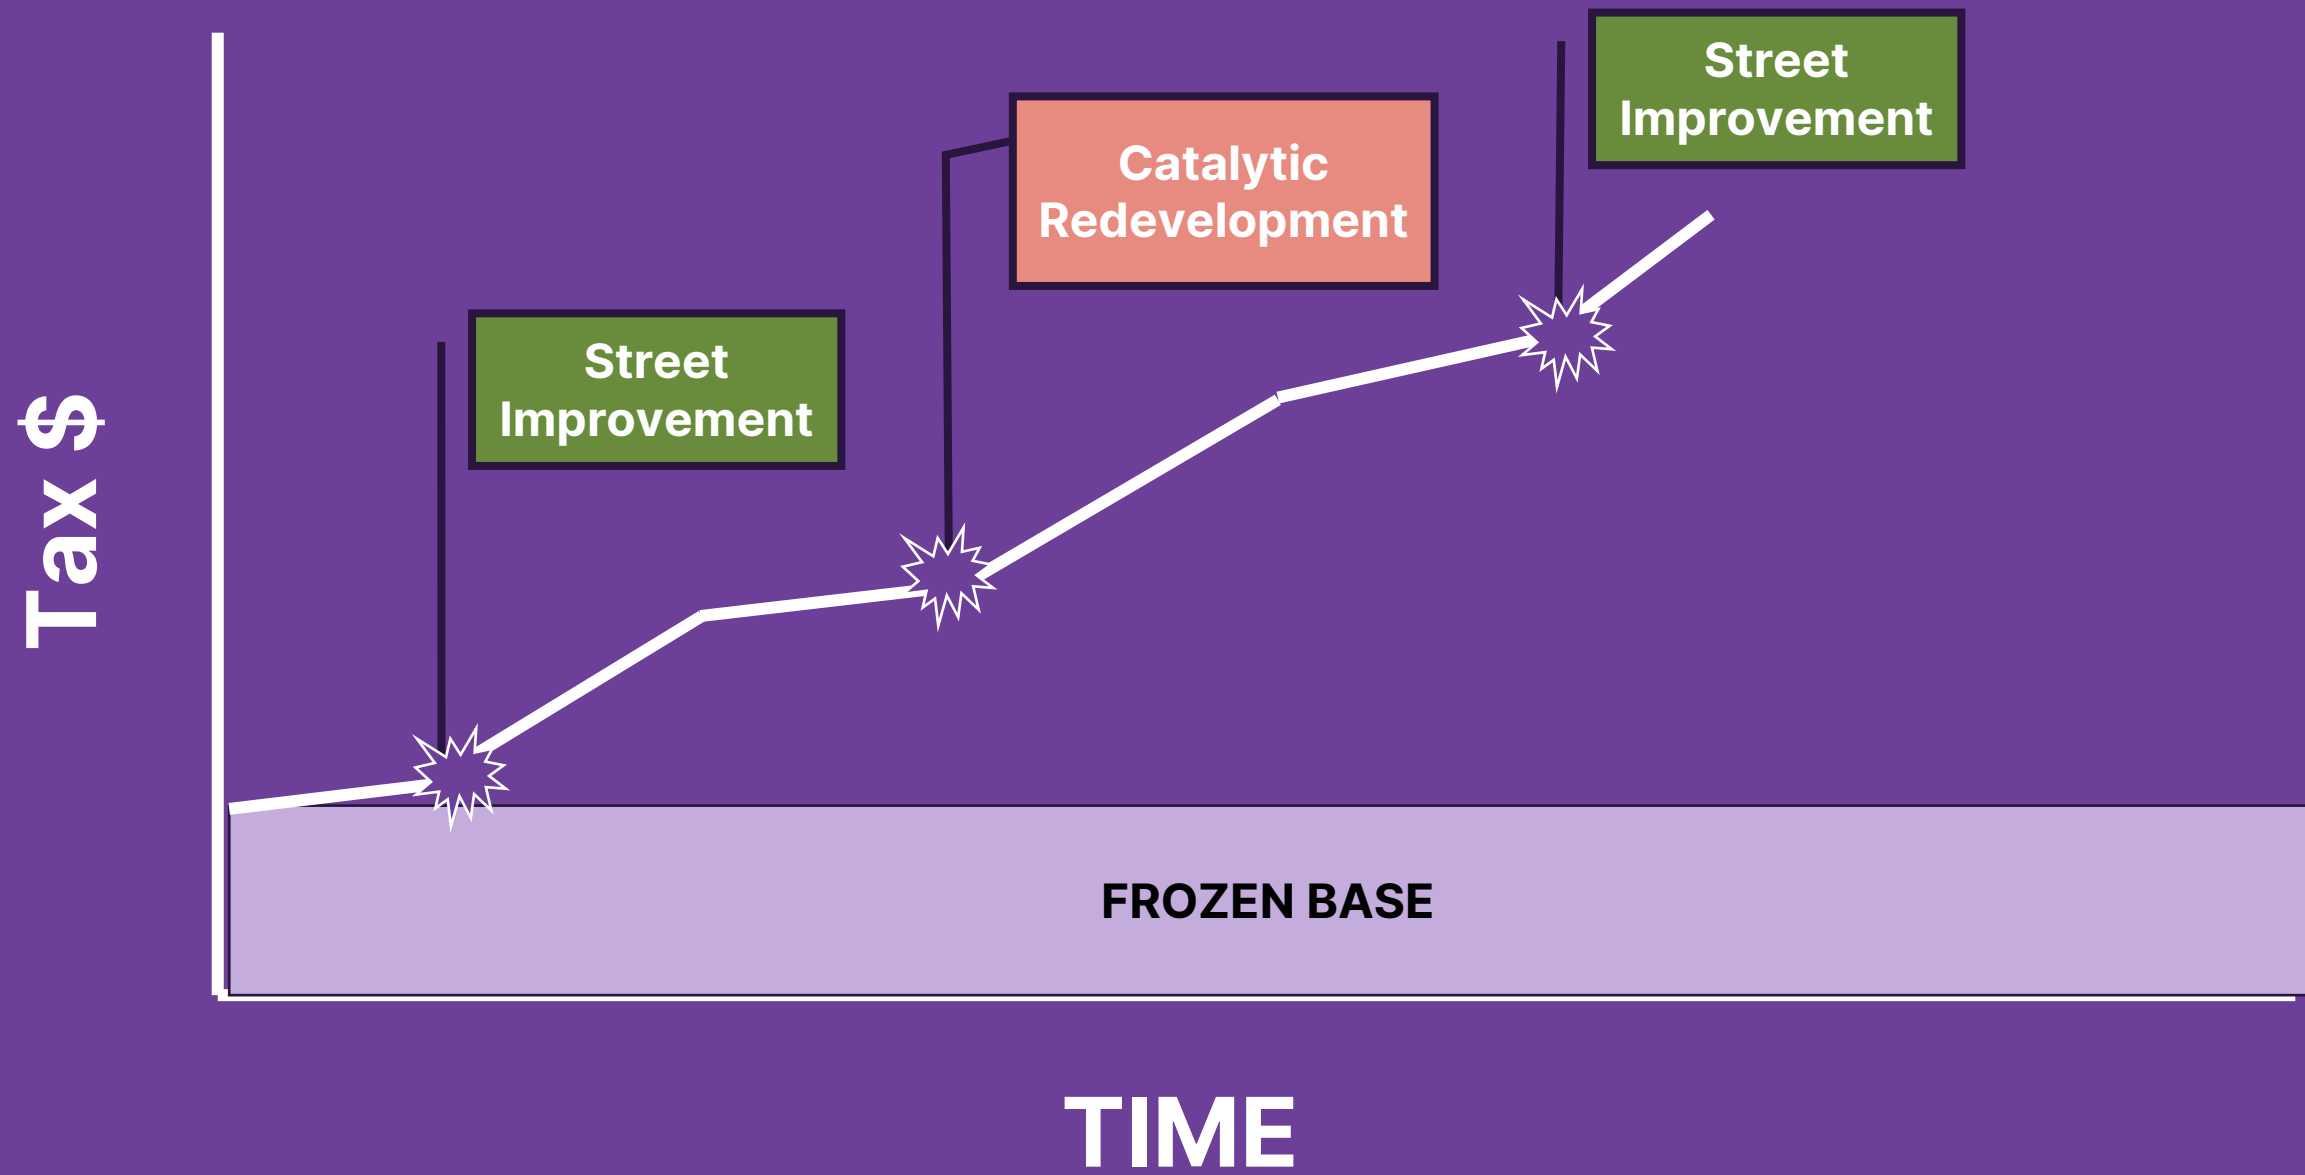 Street
Improvement
Catalytic
Redevelopment
Street
Improvement
Tax $
FROZEN BASE
TIME